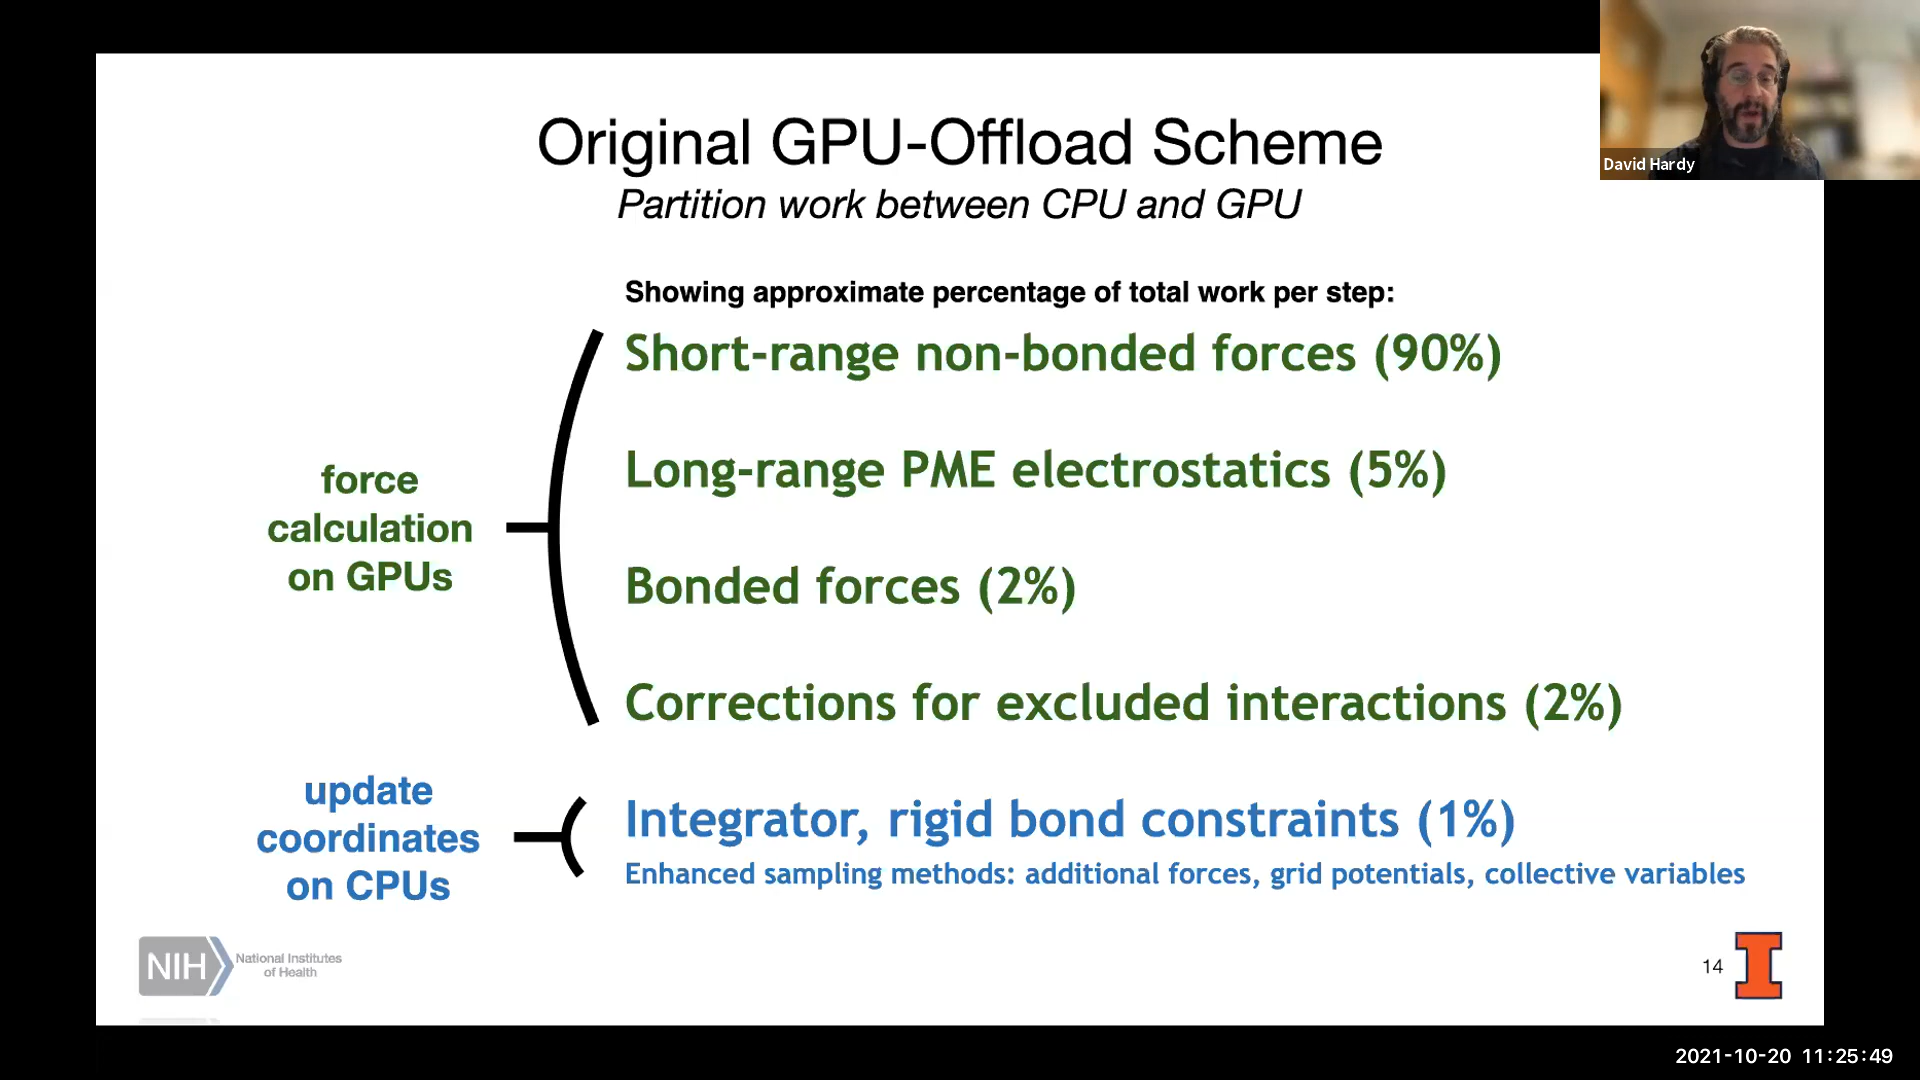 Original GPU-Offload Scheme
Partition work between CPU and GPU
David Hardy
Showing approximate percentage of total work per step:
Short-range non-bonded forces (90%)
Long-range PME electrostatics (5%)
Bonded forces (2%)
Corrections for excluded interactions (2%)
force
calculation
on GPUs
Integrator, rigid bond constraints (1%)
Enhanced sampling methods: additional forces, grid potentials, collective variables
update
coordinates
on CPUs
NIH
National Institutes
of Health
14
I
2021-10-20 11:25:49